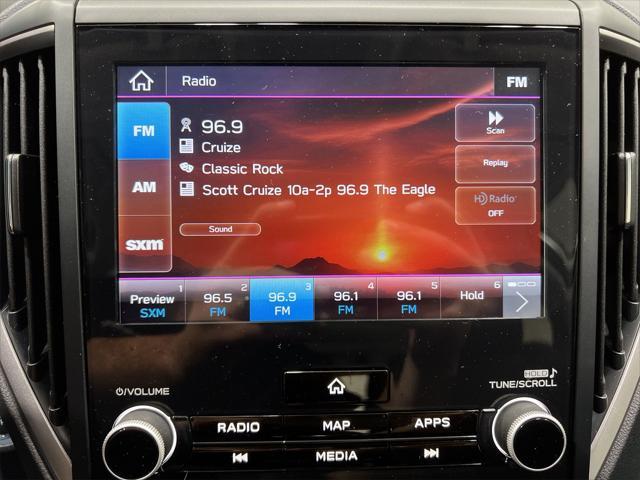 Radio
FM
FM
96.9
Scan
Cruize
AM
Classic Rock
Replay
Scott Cruize 10a-2p 96.9 The Eagle
HD Radio
OFF
sxm
Sound
1 2 3 4 5 6
Preview 96.5 96.9 96.1 96.1 Hold
SXM FM FM FM FM
HOLD
VOLUME TUNE/SCROLL
RADIO MAP APPS
MEDIA